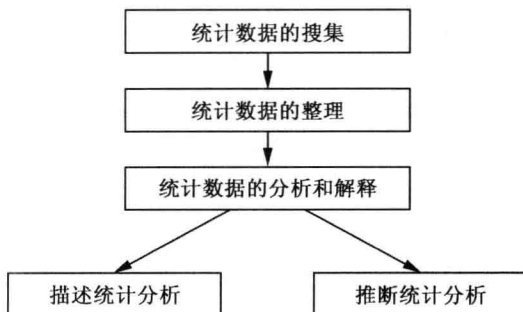 统计数据的搜集
统计数据的整理
统计数据的分析和解释
描述统计分析
推断统计分析